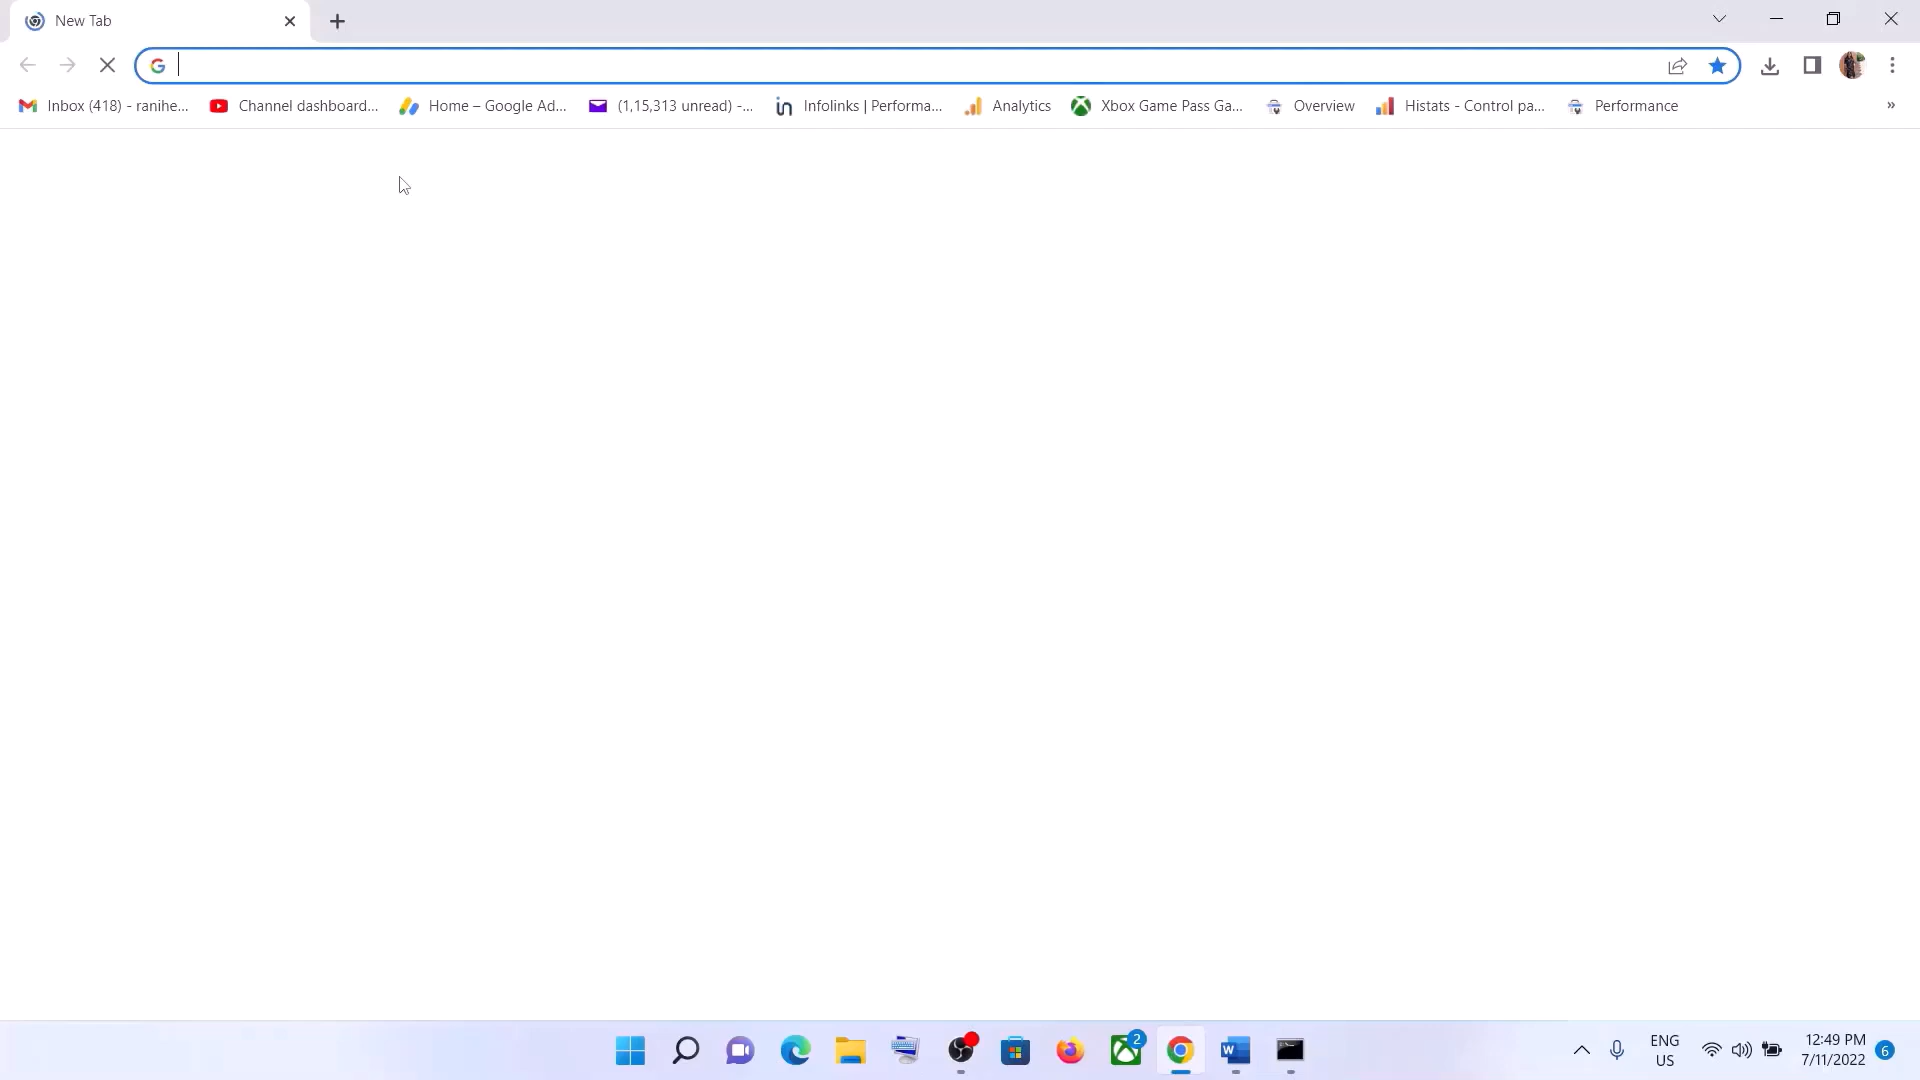 New Tab
Inbox (418) - ranihe... Channel dashboard... Home – Google Ad... (1,15,313 unread) -... Infolinks | Performa... Analytics Xbox Game Pass Ga... Overview Histats - Control pa... Performance »
2
ENG
US
12:49 PM
7/11/2022
6